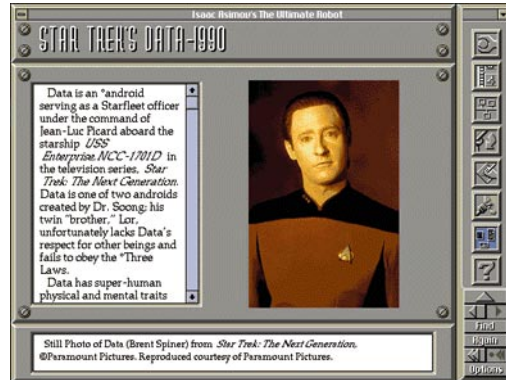 Isaac Asimov's The Ultimate Robot
STAR TREK'S DATA-1990
Data is an *android
serving as a Starfleet officer
under the command of
Jean-Luc Picard aboard the
starship USS
Enterprise, NCC-1701D in
the television series, Star
Trek: The Next Generation.
Data is one of two androids
created by Dr. Soong; his
twin "brother," Lor,
unfortunately lacks Data's
respect for other beings and
fails to obey the *Three
Laws.
Data has super-human
physical and mental traits
Still Photo of Data (Brent Spiner) from Star Trek: The Next Generation,
©Paramount Pictures. Reproduced courtesy of Paramount Pictures.
?
Find
Again
Options